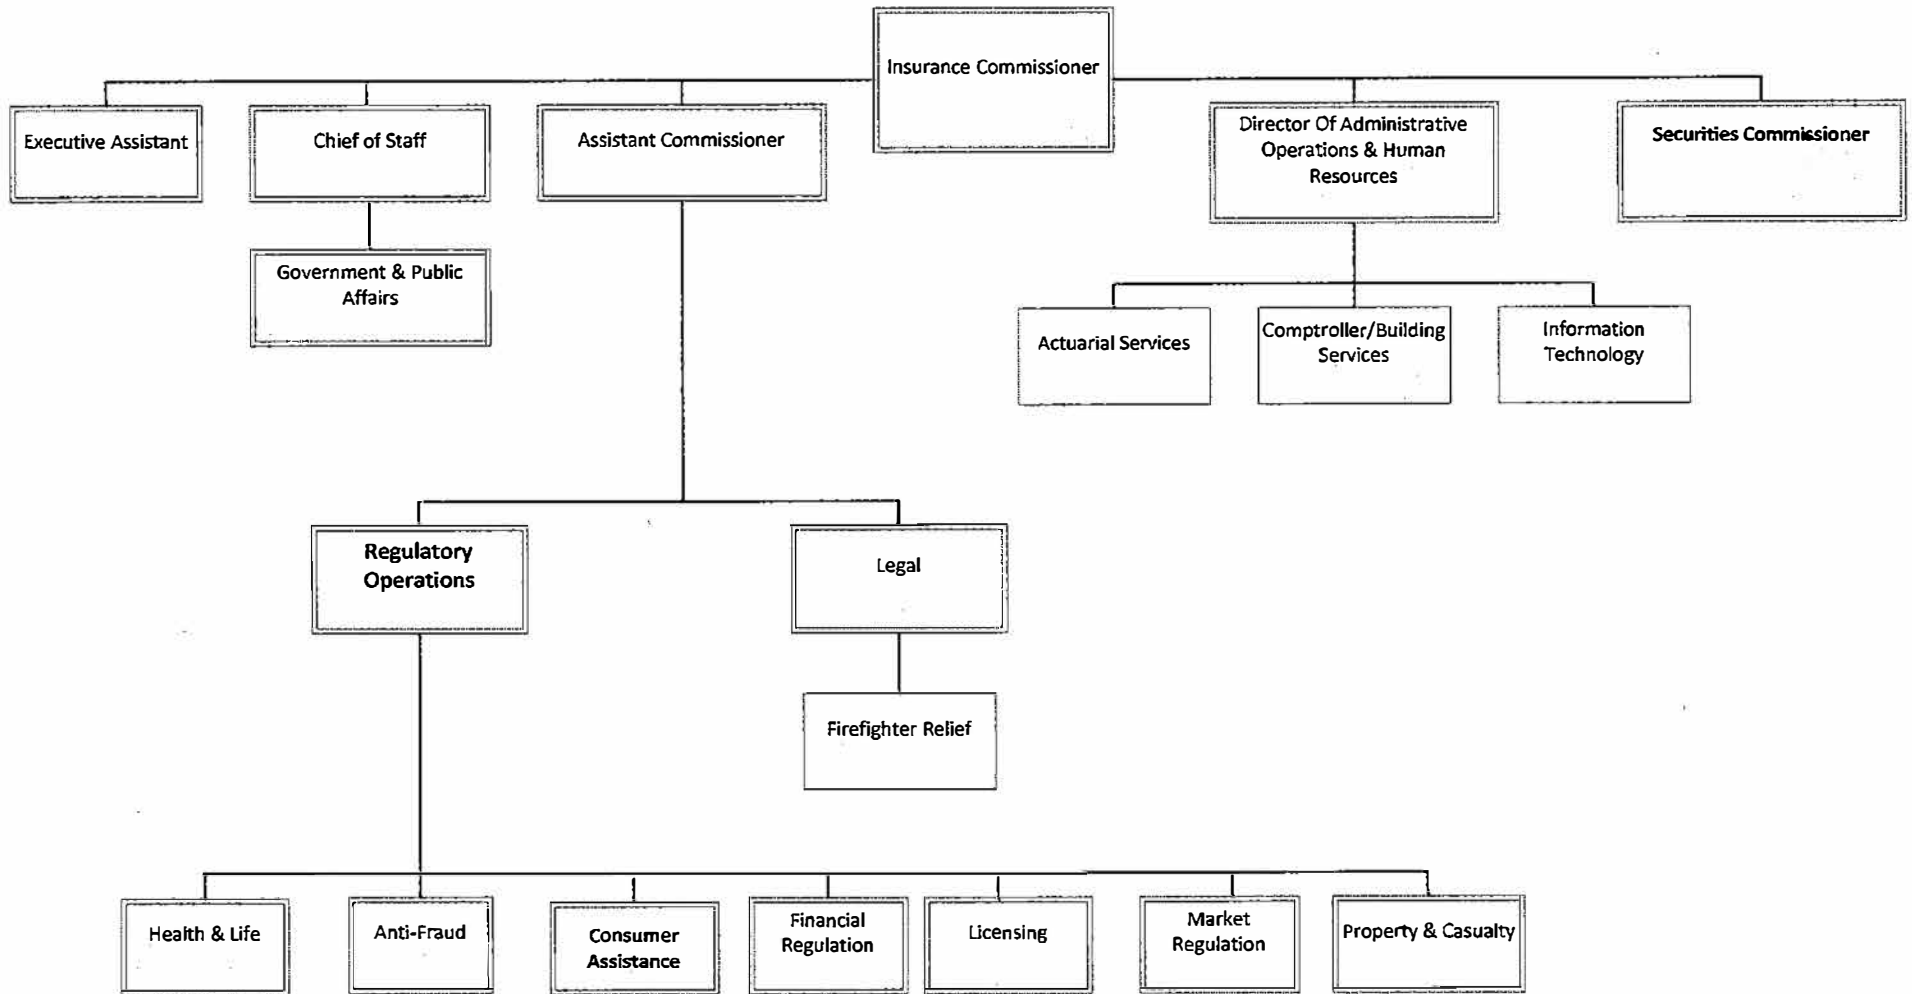 Insurance Commissioner
Executive Assistant
Chief of Staff
Assistant Commissioner
Director Of Administrative
Operations & Human
Resources
Securities Commissioner
Government & Public
Affairs
Actuarial Services
Comptroller/Building
Services
Information
Technology
Regulatory
Operations
Legal
Firefighter Relief
Health & Life
Anti-Fraud
Consumer
Assistance
Financial
Regulation
Licensing
Market
Regulation
Property & Casualty